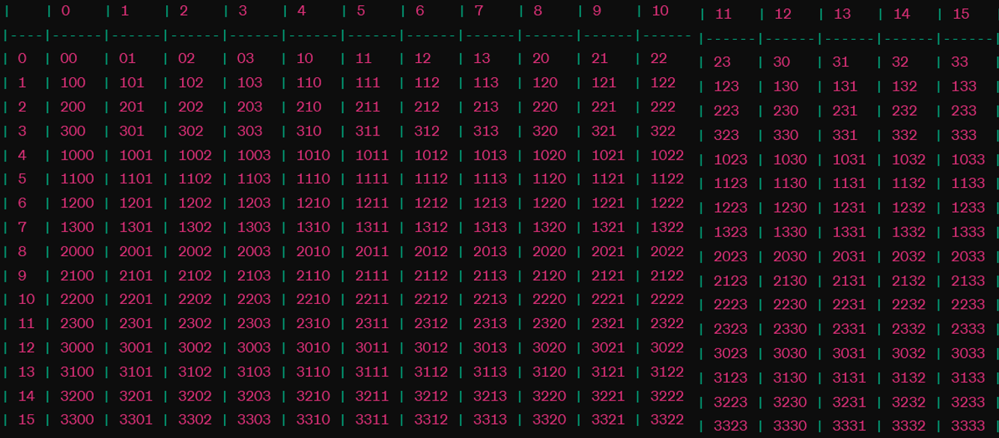 |    | 0    | 1    | 2    | 3    | 4    | 5    | 6    | 7    | 8    | 9    | 10   | 11   | 12   | 13   | 14   | 15
|----|------|------|------|------|------|------|------|------|------|------|------|------|------|------|------|------|
| 0  | 00   | 01   | 02   | 03   | 10   | 11   | 12   | 13   | 20   | 21   | 22   | 23   | 30   | 31   | 32   | 33   |
| 1  | 100  | 101  | 102  | 103  | 110  | 111  | 112  | 113  | 120  | 121  | 122  | 123  | 130  | 131  | 132  | 133  |
| 2  | 200  | 201  | 202  | 203  | 210  | 211  | 212  | 213  | 220  | 221  | 222  | 223  | 230  | 231  | 232  | 233  |
| 3  | 300  | 301  | 302  | 303  | 310  | 311  | 312  | 313  | 320  | 321  | 322  | 323  | 330  | 331  | 332  | 333  |
| 4  | 1000 | 1001 | 1002 | 1003 | 1010 | 1011 | 1012 | 1013 | 1020 | 1021 | 1022 | 1023 | 1030 | 1031 | 1032 | 1033 |
| 5  | 1100 | 1101 | 1102 | 1103 | 1110 | 1111 | 1112 | 1113 | 1120 | 1121 | 1122 | 1123 | 1130 | 1131 | 1132 | 1133 |
| 6  | 1200 | 1201 | 1202 | 1203 | 1210 | 1211 | 1212 | 1213 | 1220 | 1221 | 1222 | 1223 | 1230 | 1231 | 1232 | 1233 |
| 7  | 1300 | 1301 | 1302 | 1303 | 1310 | 1311 | 1312 | 1313 | 1320 | 1321 | 1322 | 1323 | 1330 | 1331 | 1332 | 1333 |
| 8  | 2000 | 2001 | 2002 | 2003 | 2010 | 2011 | 2012 | 2013 | 2020 | 2021 | 2022 | 2023 | 2030 | 2031 | 2032 | 2033 |
| 9  | 2100 | 2101 | 2102 | 2103 | 2110 | 2111 | 2112 | 2113 | 2120 | 2121 | 2122 | 2123 | 2130 | 2131 | 2132 | 2133 |
| 10 | 2200 | 2201 | 2202 | 2203 | 2210 | 2211 | 2212 | 2213 | 2220 | 2221 | 2222 | 2223 | 2230 | 2231 | 2232 | 2233 |
| 11 | 2300 | 2301 | 2302 | 2303 | 2310 | 2311 | 2312 | 2313 | 2320 | 2321 | 2322 | 2323 | 2330 | 2331 | 2332 | 2333 |
| 12 | 3000 | 3001 | 3002 | 3003 | 3010 | 3011 | 3012 | 3013 | 3020 | 3021 | 3022 | 3023 | 3030 | 3031 | 3032 | 3033 |
| 13 | 3100 | 3101 | 3102 | 3103 | 3110 | 3111 | 3112 | 3113 | 3120 | 3121 | 3122 | 3123 | 3130 | 3131 | 3132 | 3133 |
| 14 | 3200 | 3201 | 3202 | 3203 | 3210 | 3211 | 3212 | 3213 | 3220 | 3221 | 3222 | 3223 | 3230 | 3231 | 3232 | 3233 |
| 15 | 3300 | 3301 | 3302 | 3303 | 3310 | 3311 | 3312 | 3313 | 3320 | 3321 | 3322 | 3323 | 3330 | 3331 | 3332 | 3333 |